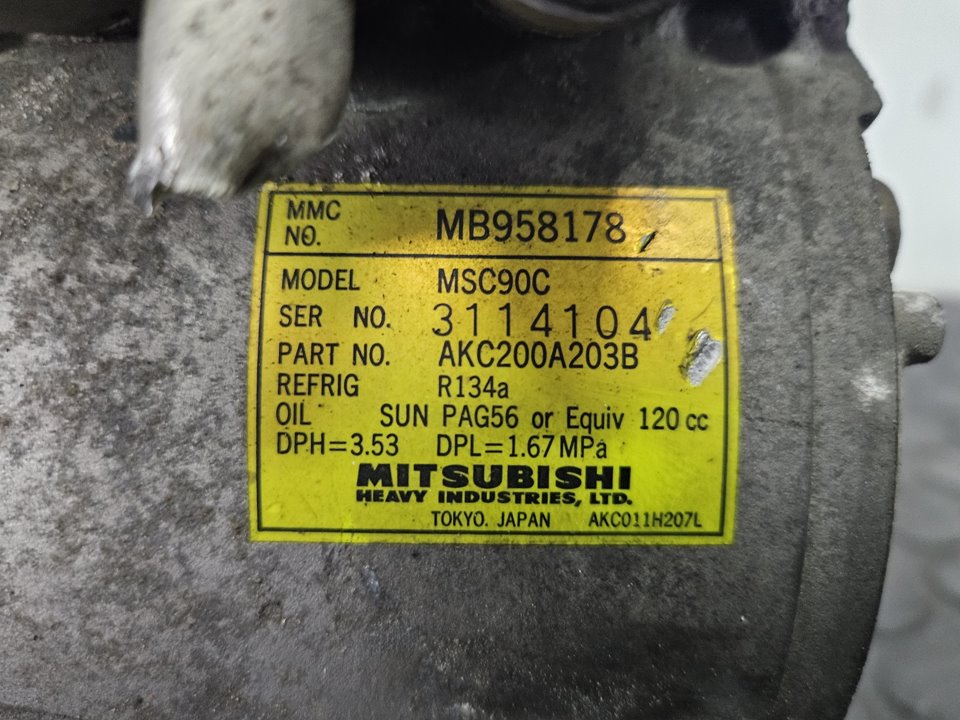 MMC NO. MB958178
MODEL MSC90C
SER NO. 3114104
PART NO. AKC200A203B
REFRIG R134a
OIL SUN PAG56 or Equiv 120 cc
DPH=3.53 DPL=1.67 MPa
MITSUBISHI
HEAVY INDUSTRIES, LTD.
TOKYO. JAPAN AKC011H207L